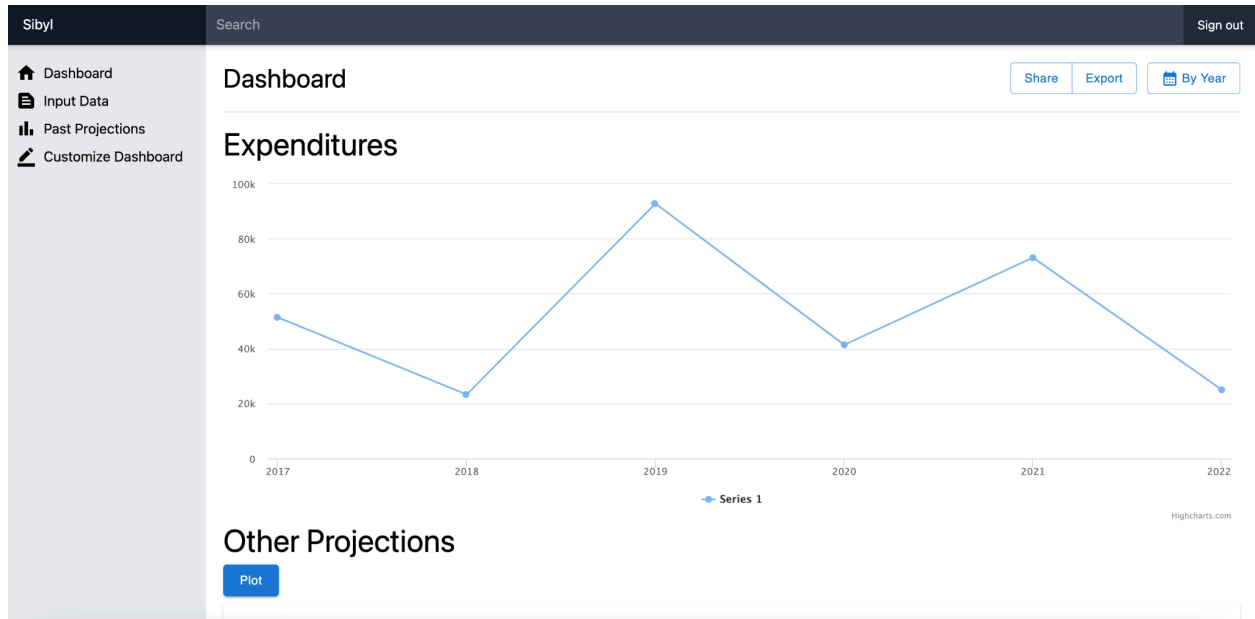 Sibyl
Search
Sign out
Dashboard
Input Data
Past Projections
Customize Dashboard
Dashboard
Share
Export
By Year
Expenditures
100k
80k
60k
40k
20k
0
2017 2018 2019 2020 2021 2022
Series 1
Highcharts.com
Other Projections
Plot